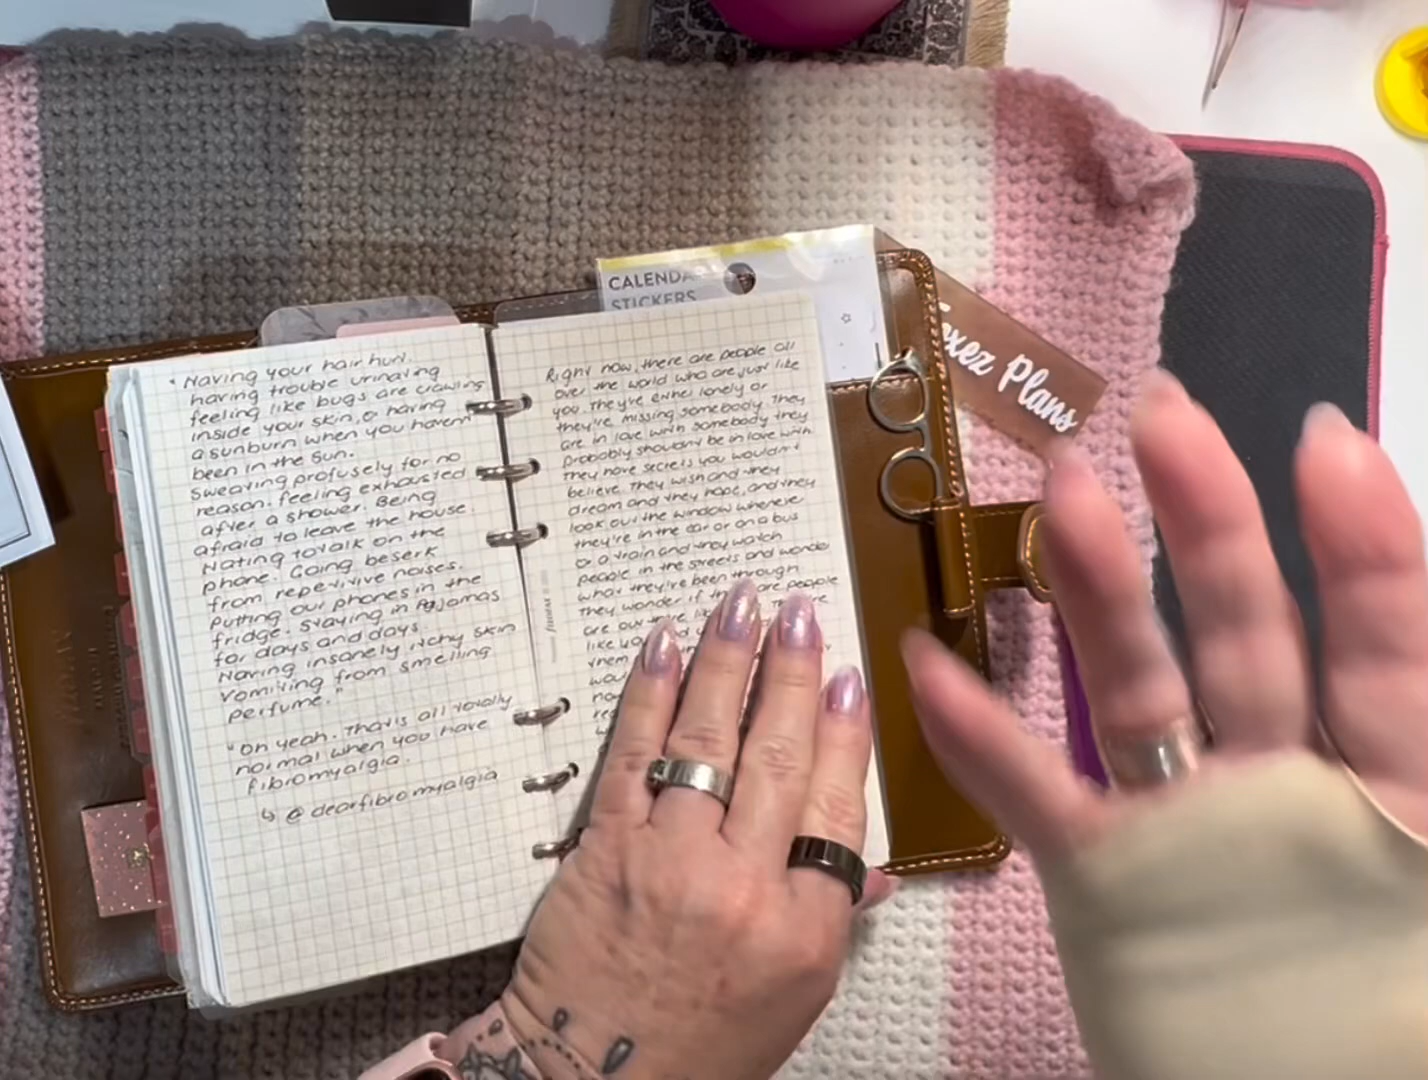 CALENDA
STICKERS
oxez Plans
"Having your hair hurt.
having trouble urinating
feeling like bugs are crawling
inside your skin, & having
a sunburn when you havent
been in the sun.
sweating profusely for no
reason. feeling exhausted
after a shower. Being
afraid to leave the house.
Hating to talk on the
phone. Going beserk
from repetitive noises.
Putting our phones in the
fridge. Staying in Pajamas
for days and days.
Having insanely itchy skin
vomiting from smelling
perfume."
"oh yeah. That is all totally
normal when you have
fibromyalgia.
↳ @dearfibromyalgia
Right now, there are people all
over the world who are just like
you. They're either lonely or
they're missing somebody. They
are in love with somebody they
probably shouldn't be in love with.
They have secrets you wouldn't
believe. They wish and they
dream and they hope, and they
look out the window whenever
they're in the car or on a bus
or a train and they watch
people in the streets and wonder
what they've been through
They wonder if are people
are out there
like
them